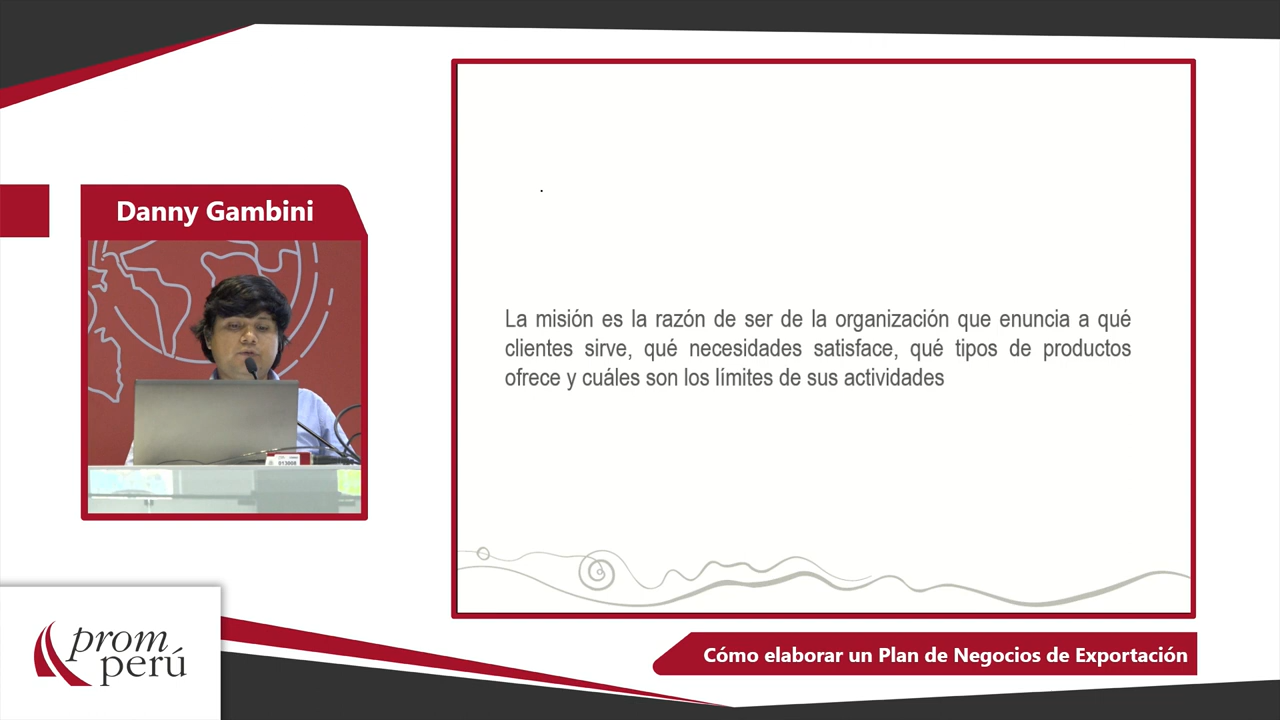 Danny Gambini
La misión es la razón de ser de la organización que enuncia a qué
clientes sirve, qué necesidades satisface, qué tipos de productos
ofrece y cuáles son los límites de sus actividades
prom
perú
Cómo elaborar un Plan de Negocios de Exportación